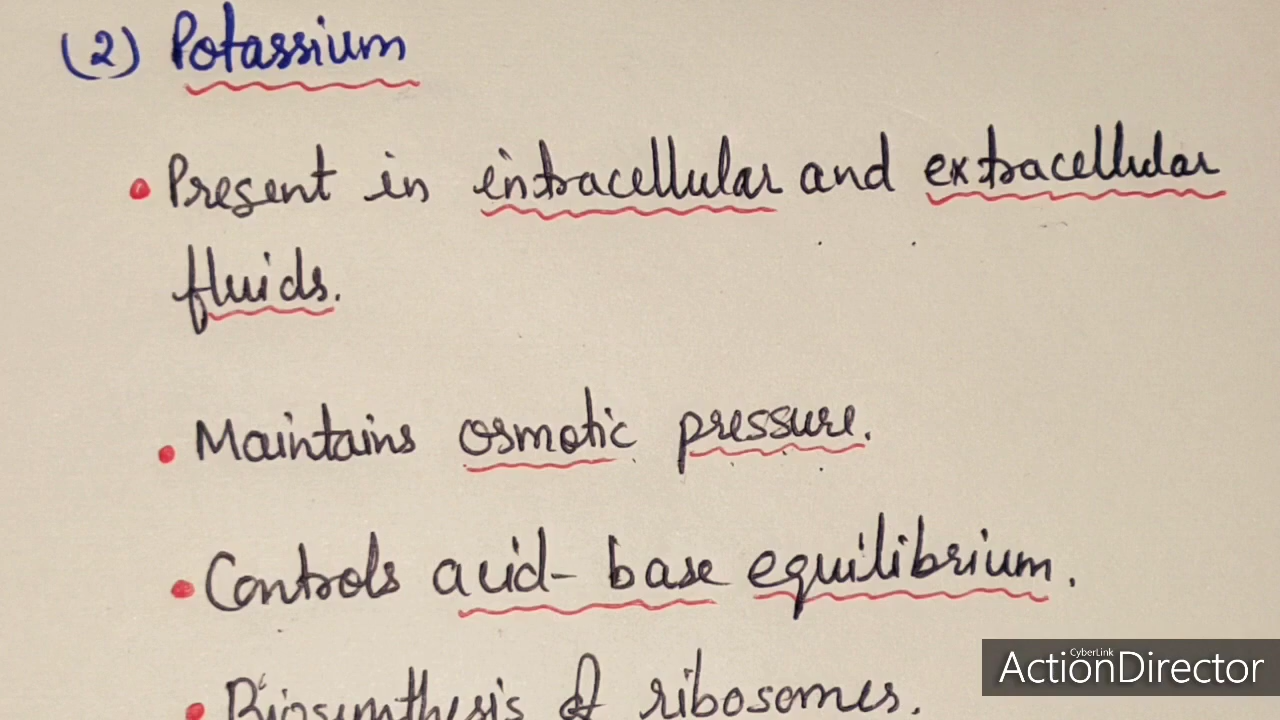 (2) Potassium
• Present in intracellular and extracellular
fluids.
• Maintains osmotic pressure.
• Controls acid-base equilibrium.
• Biosynthesis of ribosomes.
CyberLink
ActionDirector